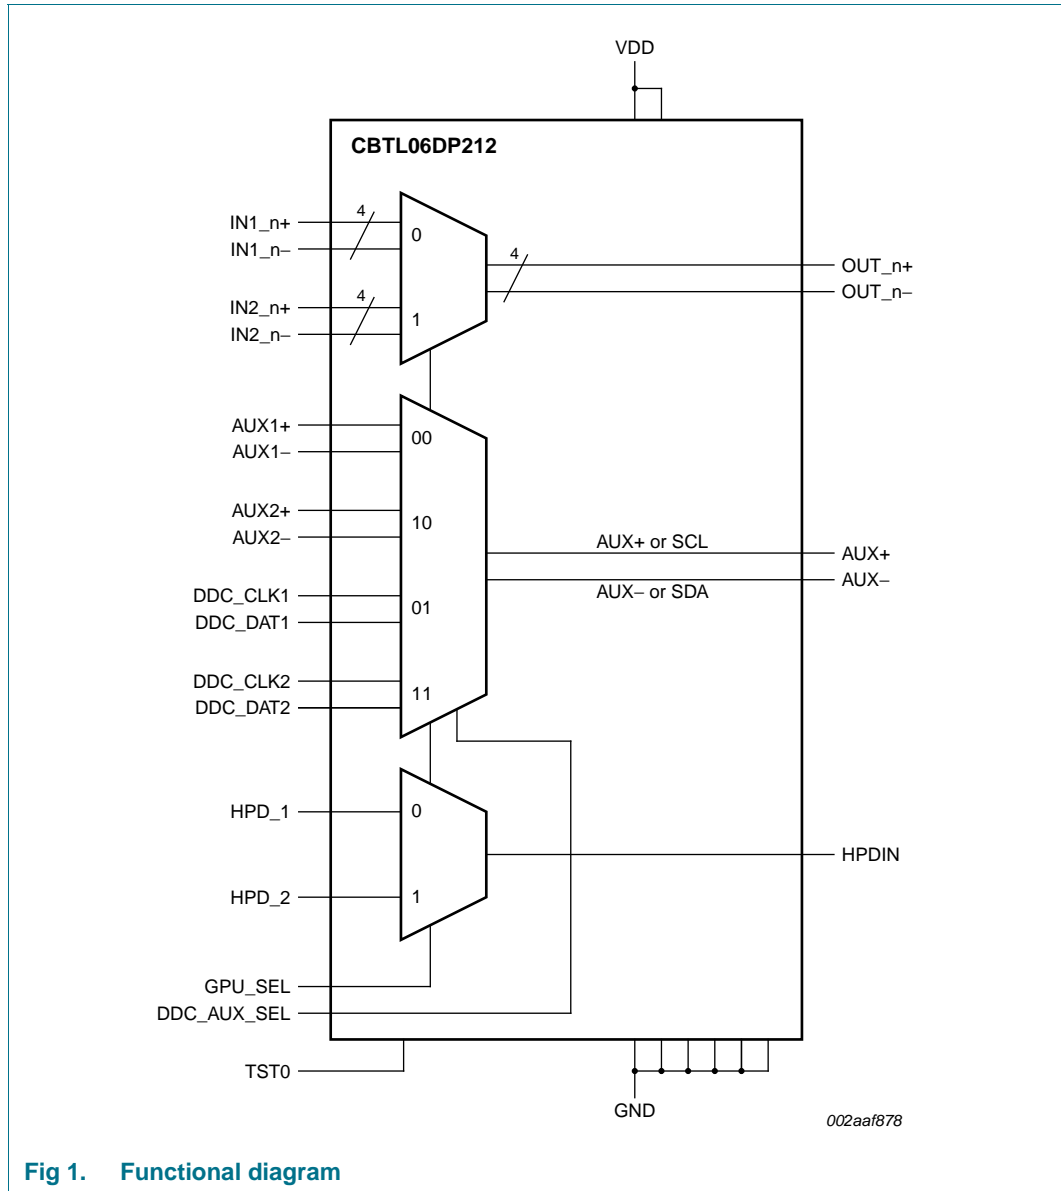 VDD
CBTL06DP212
IN1_n+
IN1_n−
4
0
IN2_n+
IN2_n−
4
1
4
OUT_n+
OUT_n−
AUX1+
AUX1−
00
AUX2+
AUX2−
10
AUX+ or SCL
AUX− or SDA
AUX+
AUX−
DDC_CLK1
DDC_DAT1
01
DDC_CLK2
DDC_DAT2
11
HPD_1
0
HPDIN
HPD_2
1
GPU_SEL
DDC_AUX_SEL
TST0
GND
002aaf878
Fig 1. Functional diagram